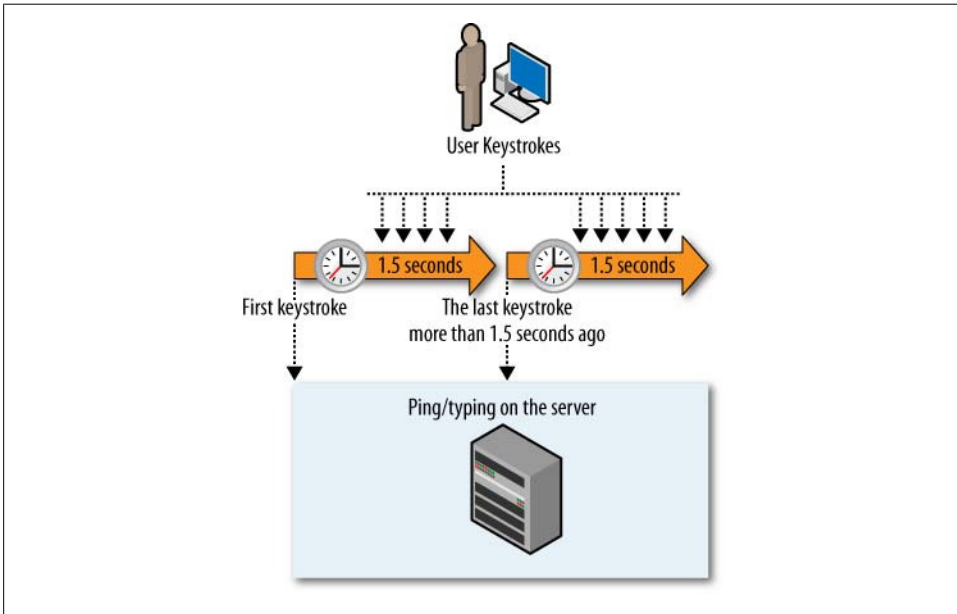 User Keystrokes
1.5 seconds
1.5 seconds
First keystroke
The last keystroke
more than 1.5 seconds ago
Ping/typing on the server